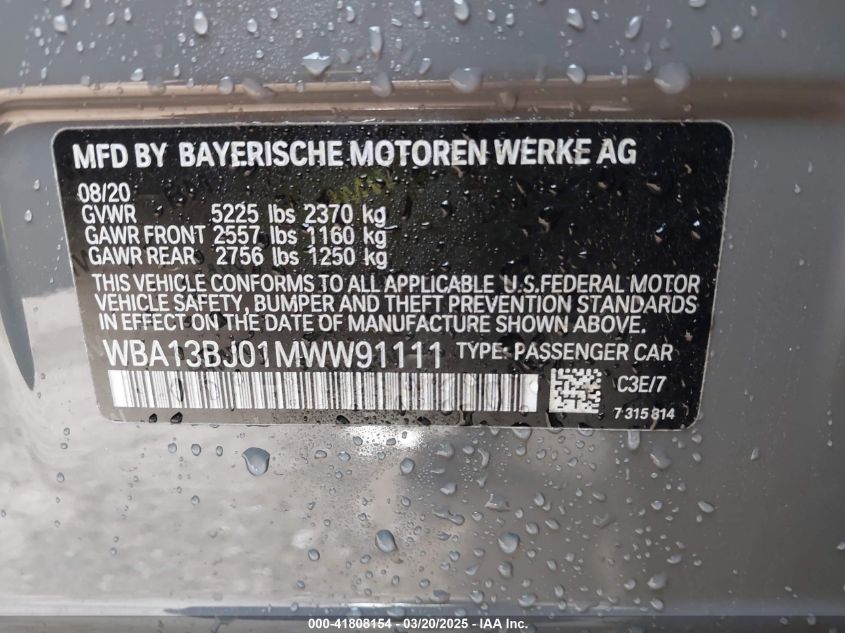 MFD BY BAYERISCHE MOTOREN WERKE AG
08/20
GVWR 5225 lbs 2370 kg
GAWR FRONT 2557 lbs 1160 kg
GAWR REAR 2756 lbs 1250 kg
THIS VEHICLE CONFORMS TO ALL APPLICABLE U.S.FEDERAL MOTOR
VEHICLE SAFETY, BUMPER AND THEFT PREVENTION STANDARDS
IN EFFECT ON THE DATE OF MANUFACTURE SHOWN ABOVE.
WBA13BJ01MWW91111 TYPE: PASSENGER CAR
C3E/7
7 315 814
000-41808154 - 03/20/2025 - IAAI.com